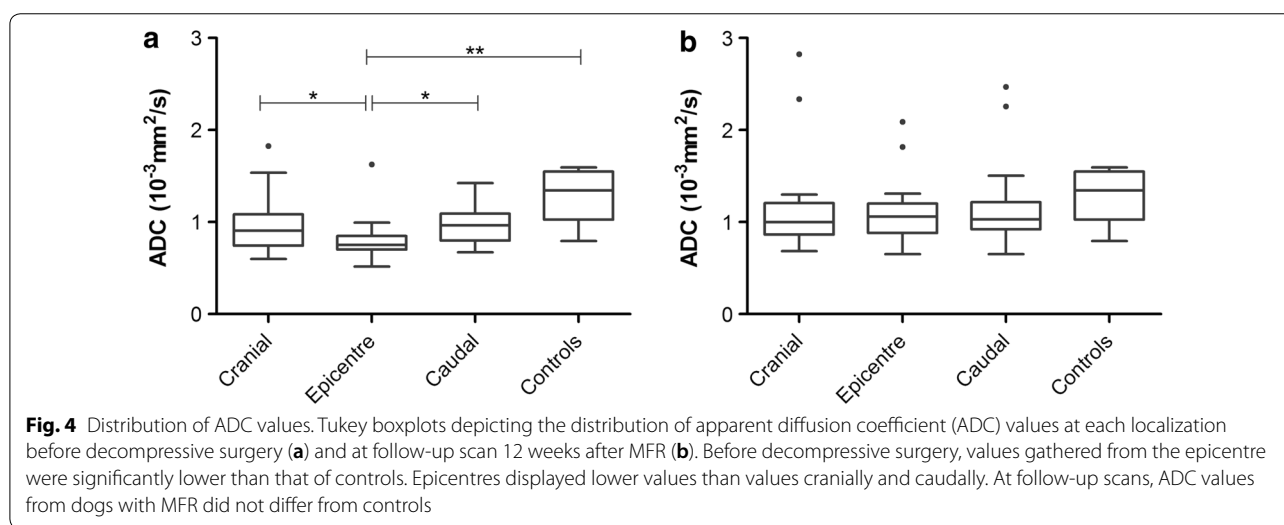 a
3
2
1
0
ADC (10⁻³mm²/s)
*
*
**
Cranial
Epicentre
Caudal
Controls
b
3
2
1
0
ADC (10⁻³mm²/s)
Cranial
Epicentre
Caudal
Controls
Fig. 4 Distribution of ADC values. Tukey boxplots depicting the distribution of apparent diffusion coefficient (ADC) values at each localization
before decompressive surgery (a) and at follow-up scan 12 weeks after MFR (b). Before decompressive surgery, values gathered from the epicentre
were significantly lower than that of controls. Epicentres displayed lower values than values cranially and caudally. At follow-up scans, ADC values
from dogs with MFR did not differ from controls